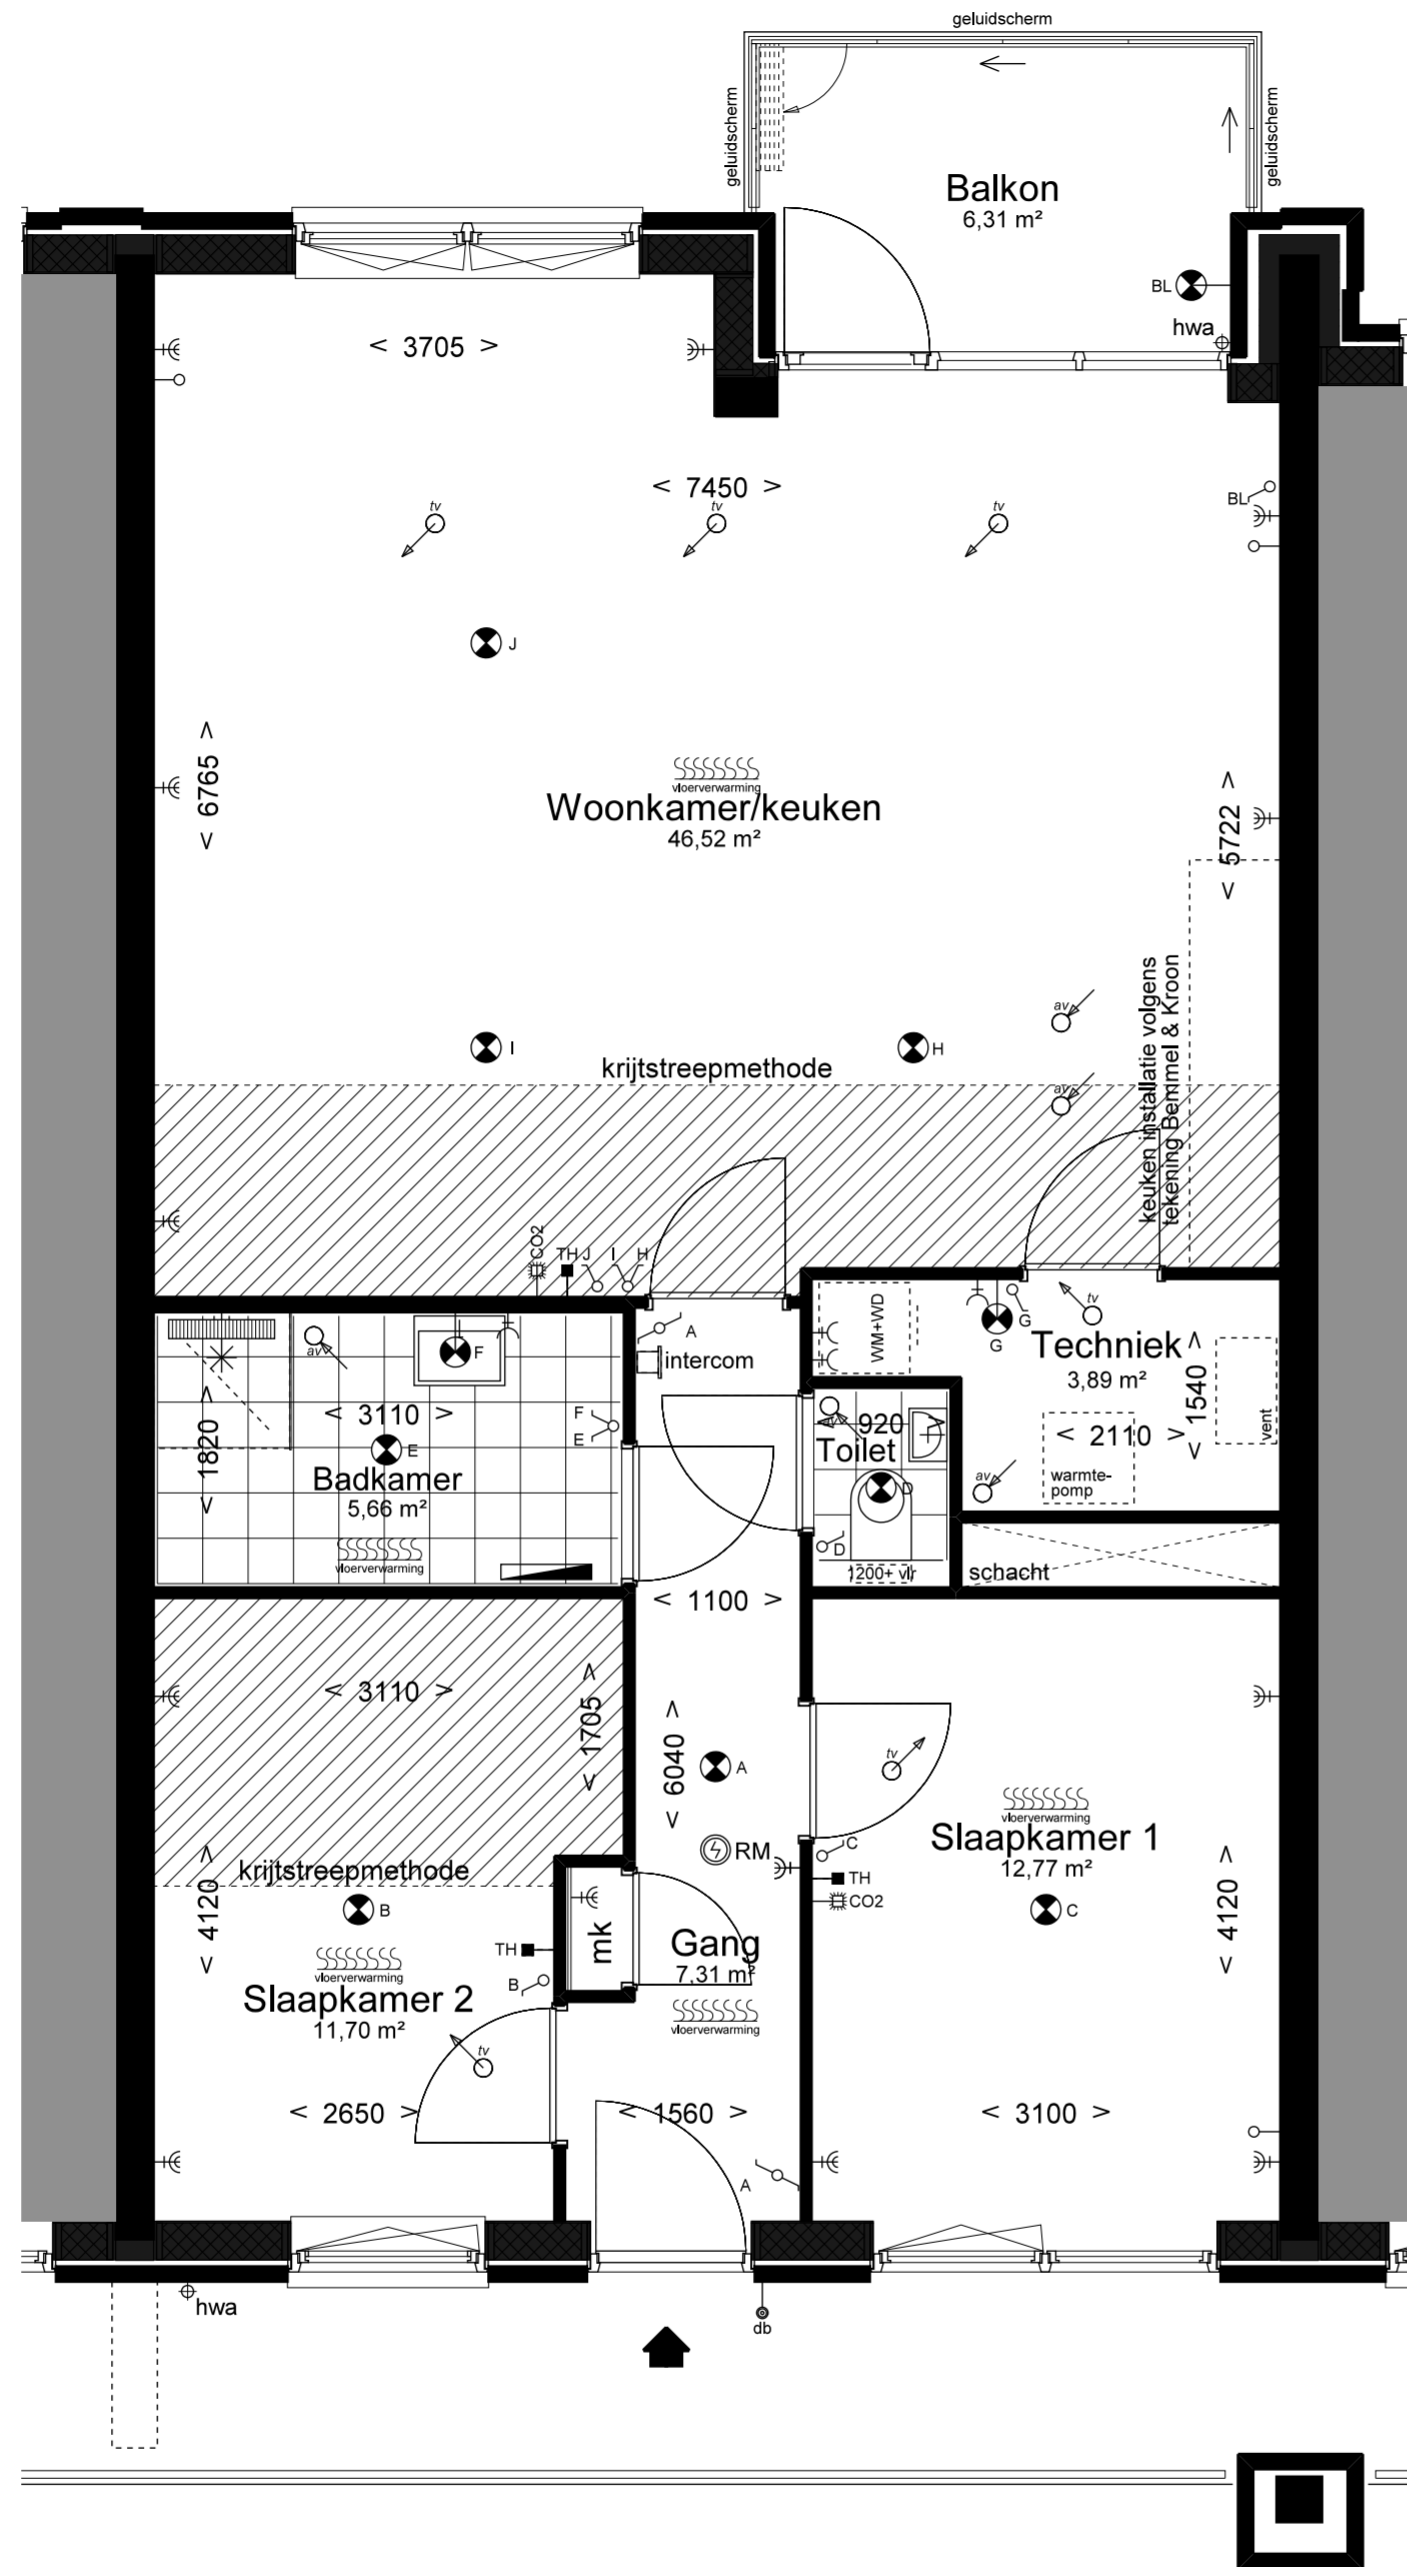 geluidscherm
geluidscherm
geluidscherm
Balkon
6,31 m²
BL
hwa
< 3705 >
< 7450 >
tv
tv
tv
BL
J
< 6765 >
vloerverwarming
Woonkamer/keuken
46,52 m²
< 5722 >
keuken installatie volgens
tekening Bemmel & Kroon
av
I
H
krijtstreepmethode
av
CO2
TH
J
I
H
A
intercom
WM+WD
G
G
tv
Techniek
3,89 m²
< 1540 >
vent
< 2110 >
warmte-
pomp
av
av
F
< 3110 >
F
E
E
< 1820 >
Badkamer
5,66 m²
vloerverwarming
av
920
Toilet
D
D
1200+ vlr
schacht
< 1100 >
< 3110 >
< 1705 >
< 6040 >
A
tv
RM
vloerverwarming
Slaapkamer 1
12,77 m²
C
TH
CO2
C
< 4120 >
krijtstreepmethode
< 4120 >
B
TH
mk
Gang
7,31 m²
vloerverwarming
vloerverwarming
B
Slaapkamer 2
11,70 m²
tv
< 2650 >
< 1560 >
< 3100 >
A
hwa
db